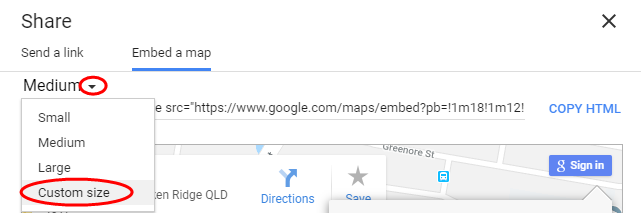 Share
Send a link
Embed a map
Medium
Small
Medium
Large
Custom size
e src="https://www.google.com/maps/embed?pb=!1m18!1m12!
COPY HTML
Greenore St
g Sign in
ten Ridge QLD
Directions
Save